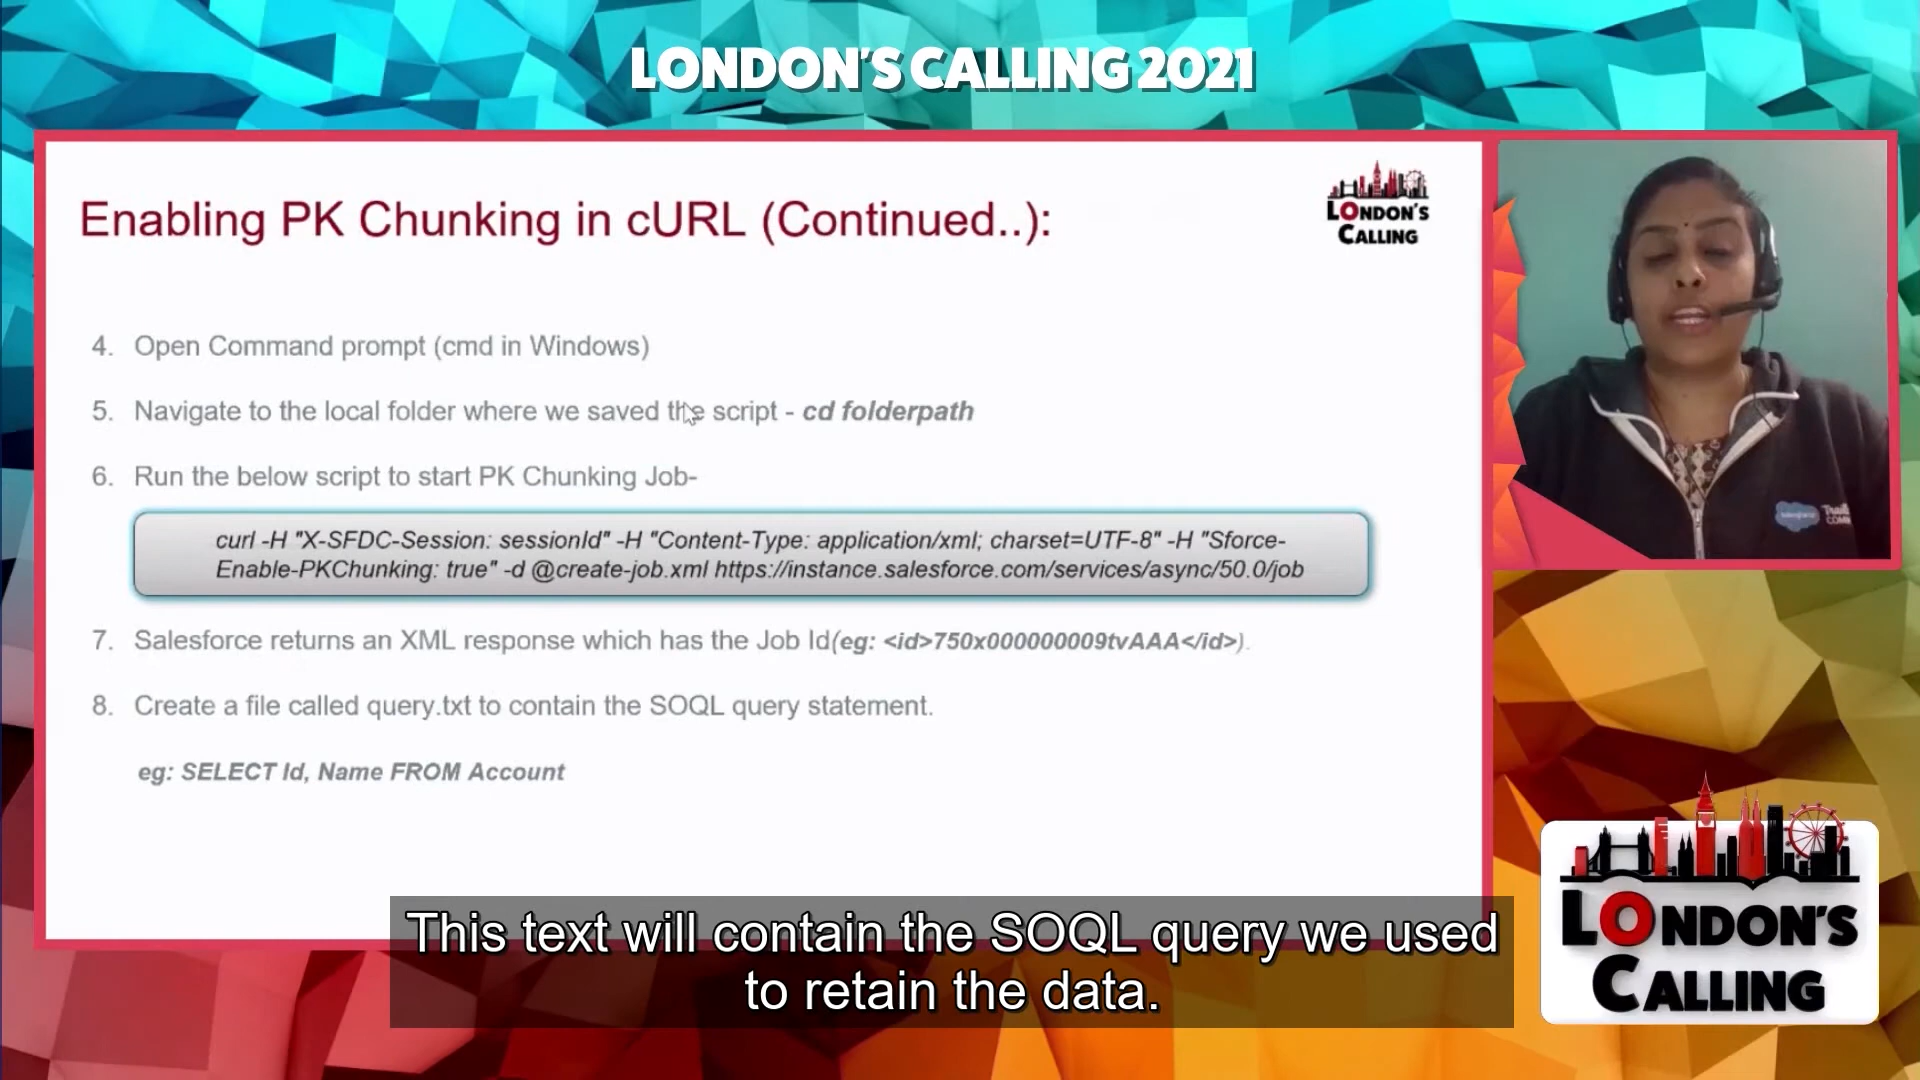 LONDON'S CALLING 2021
Enabling PK Chunking in cURL (Continued..):
LONDON'S
CALLING
4. Open Command prompt (cmd in Windows)
5. Navigate to the local folder where we saved the script - cd folderpath
6. Run the below script to start PK Chunking Job-
curl -H "X-SFDC-Session: sessionId" -H "Content-Type: application/xml; charset=UTF-8" -H "Sforce-
Enable-PKChunking: true" -d @create-job.xml https://instance.salesforce.com/services/async/50.0/job
7. Salesforce returns an XML response which has the Job Id(eg: <id>750x000000009tvAAA</id>).
8. Create a file called query.txt to contain the SOQL query statement.
eg: SELECT Id, Name FROM Account
This text will contain the SOQL query we used
to retain the data.
LONDON'S
CALLING